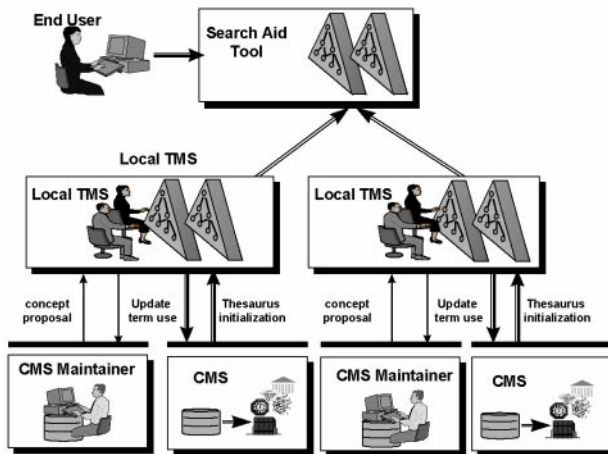 End User
Search Aid
Tool
Local TMS
Local TMS
Local TMS
concept
proposal
Update
term use
Thesaurus
initialization
concept
proposal
Update
term use
Thesaurus
initialization
CMS Maintainer
CMS
CMS Maintainer
CMS